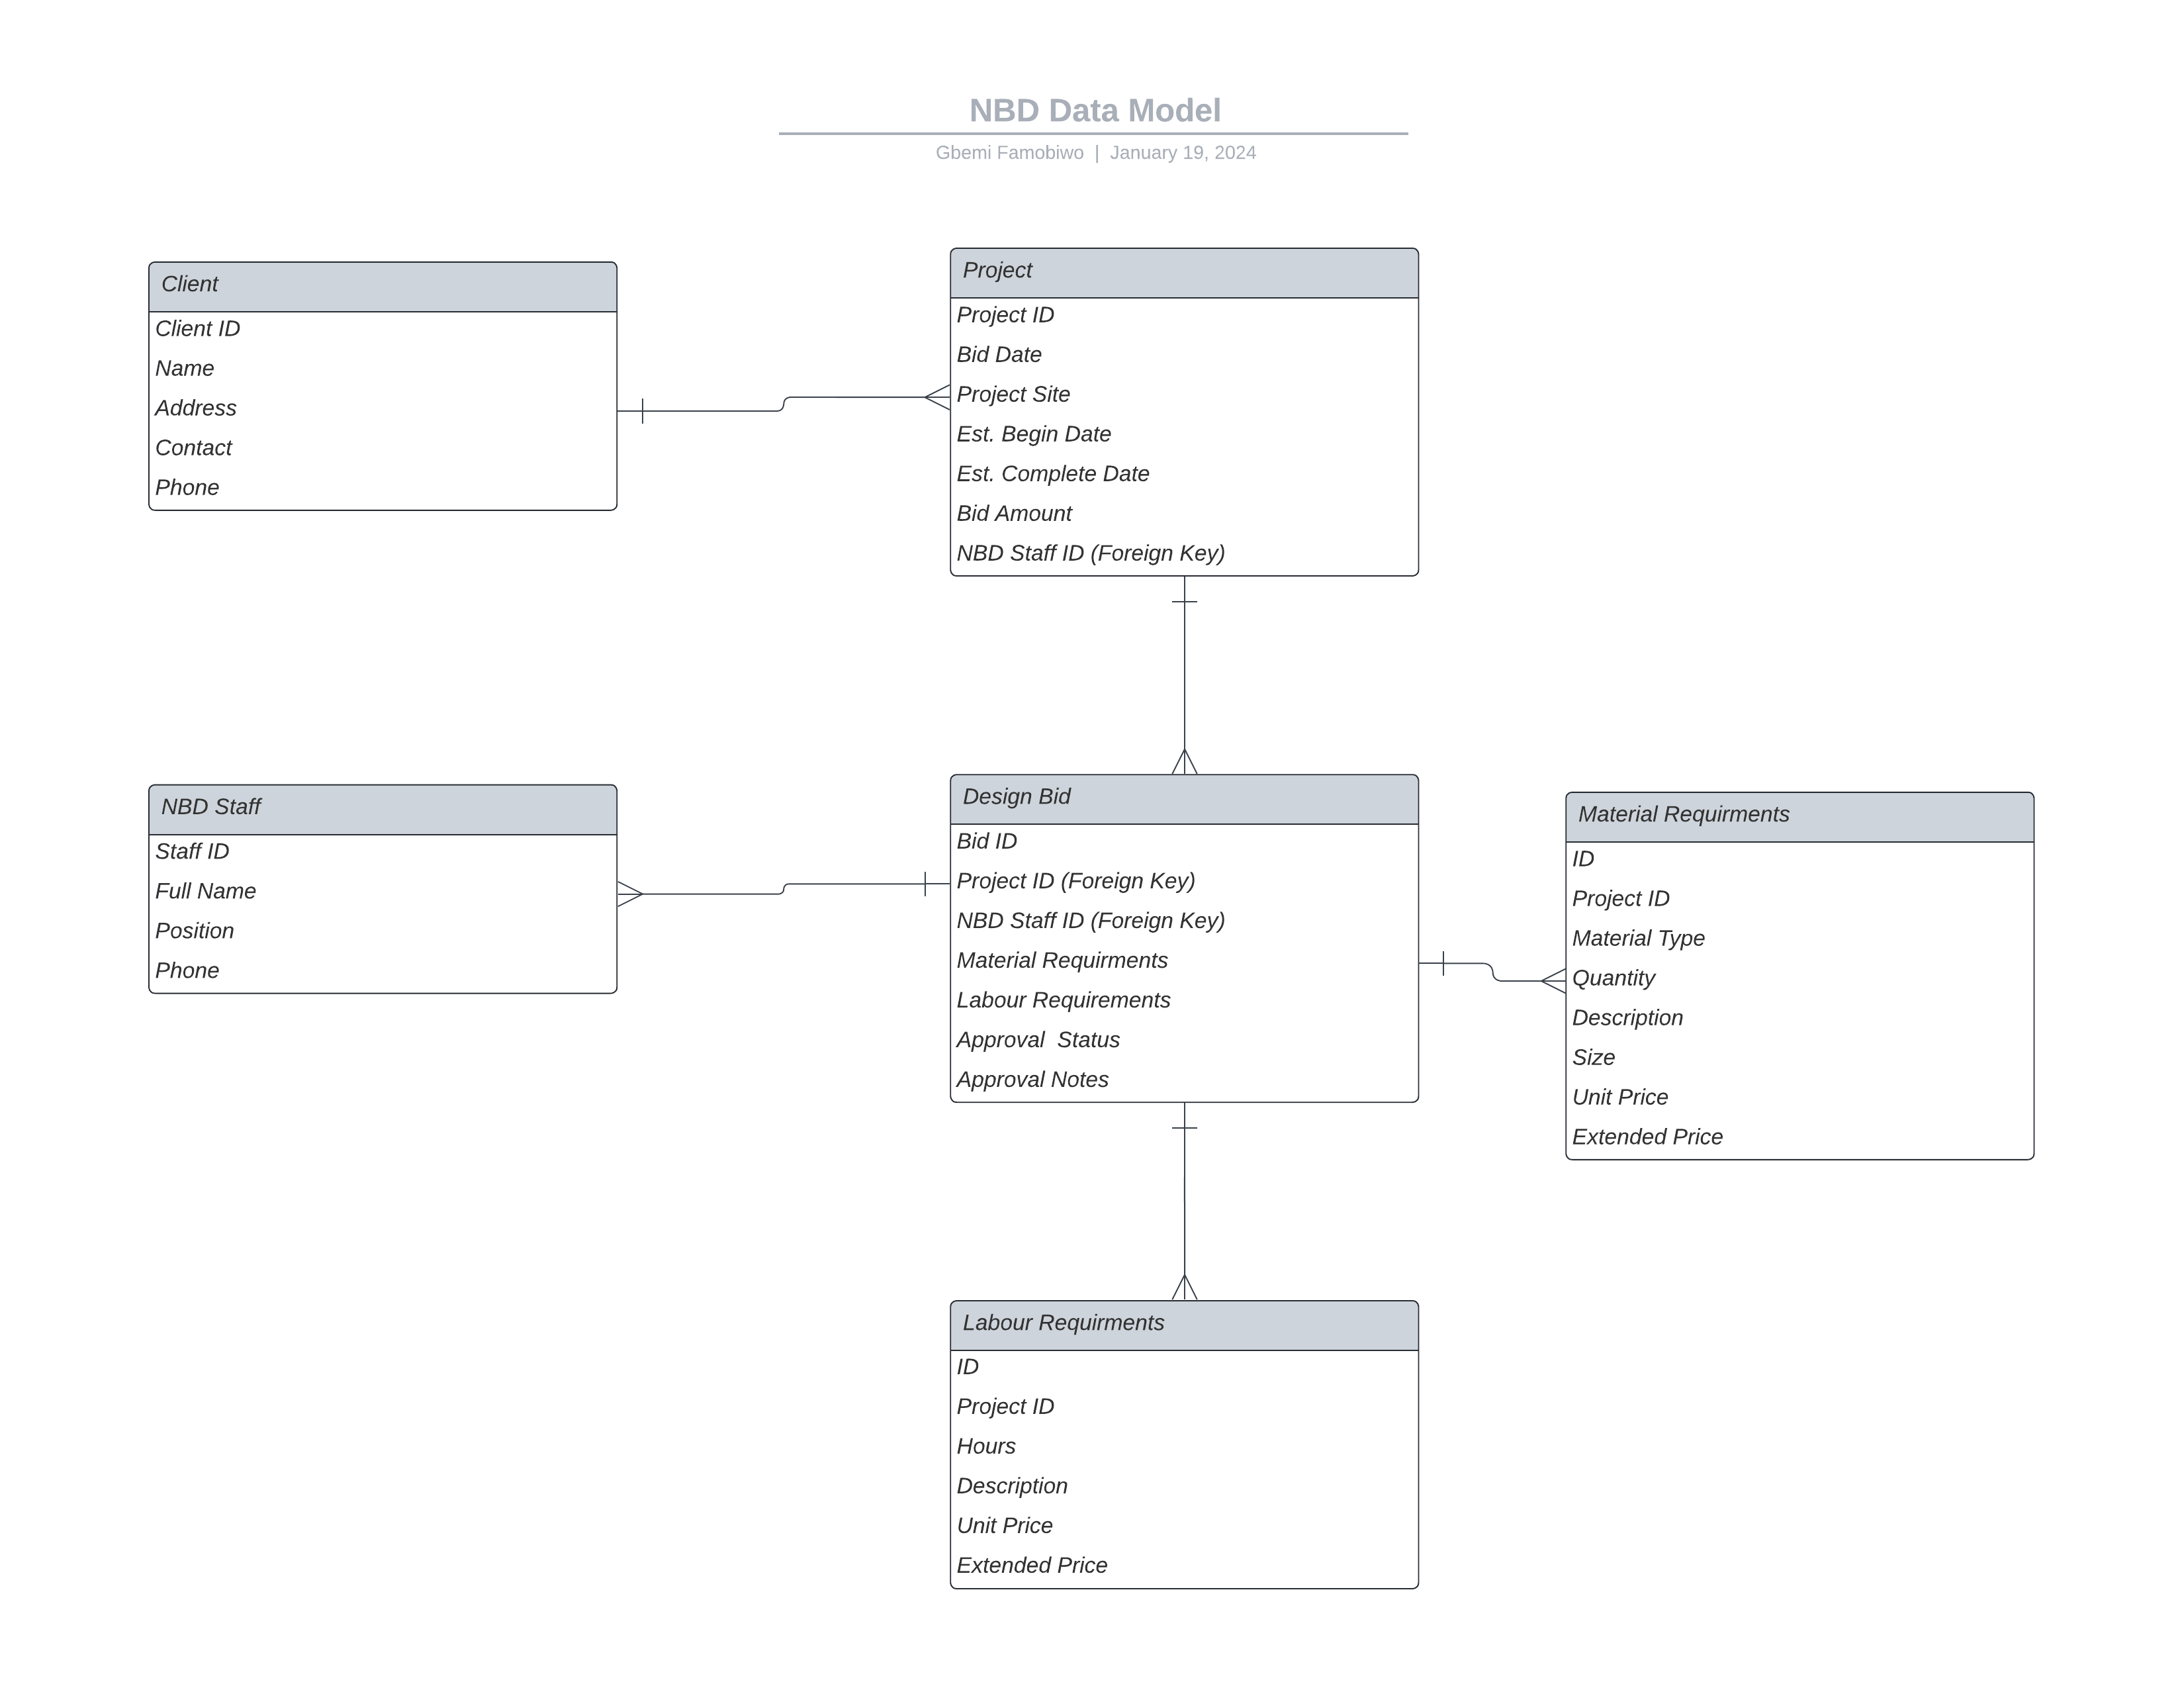 NBD Data Model
Gbemi Famobiwo | January 19, 2024
Client
Client ID
Name
Address
Contact
Phone
Project
Project ID
Bid Date
Project Site
Est. Begin Date
Est. Complete Date
Bid Amount
NBD Staff ID (Foreign Key)
NBD Staff
Staff ID
Full Name
Position
Phone
Design Bid
Bid ID
Project ID (Foreign Key)
NBD Staff ID (Foreign Key)
Material Requirments
Labour Requirements
Approval  Status
Approval Notes
Material Requirments
ID
Project ID
Material Type
Quantity
Description
Size
Unit Price
Extended Price
Labour Requirments
ID
Project ID
Hours
Description
Unit Price
Extended Price